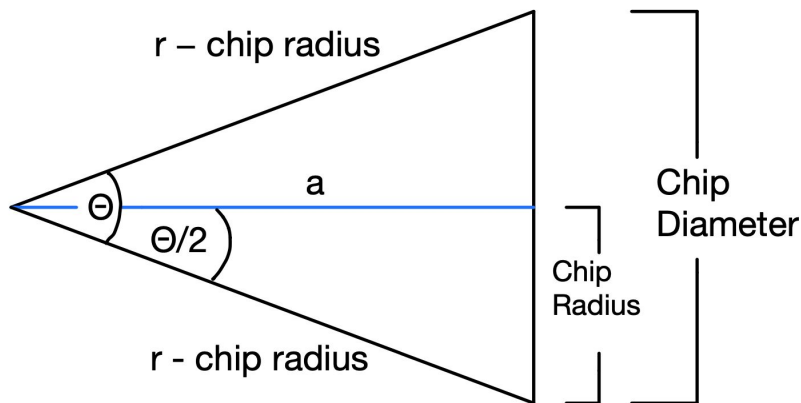 r – chip radius
a
Θ
Θ/2
Chip
Diameter
Chip
Radius
r - chip radius